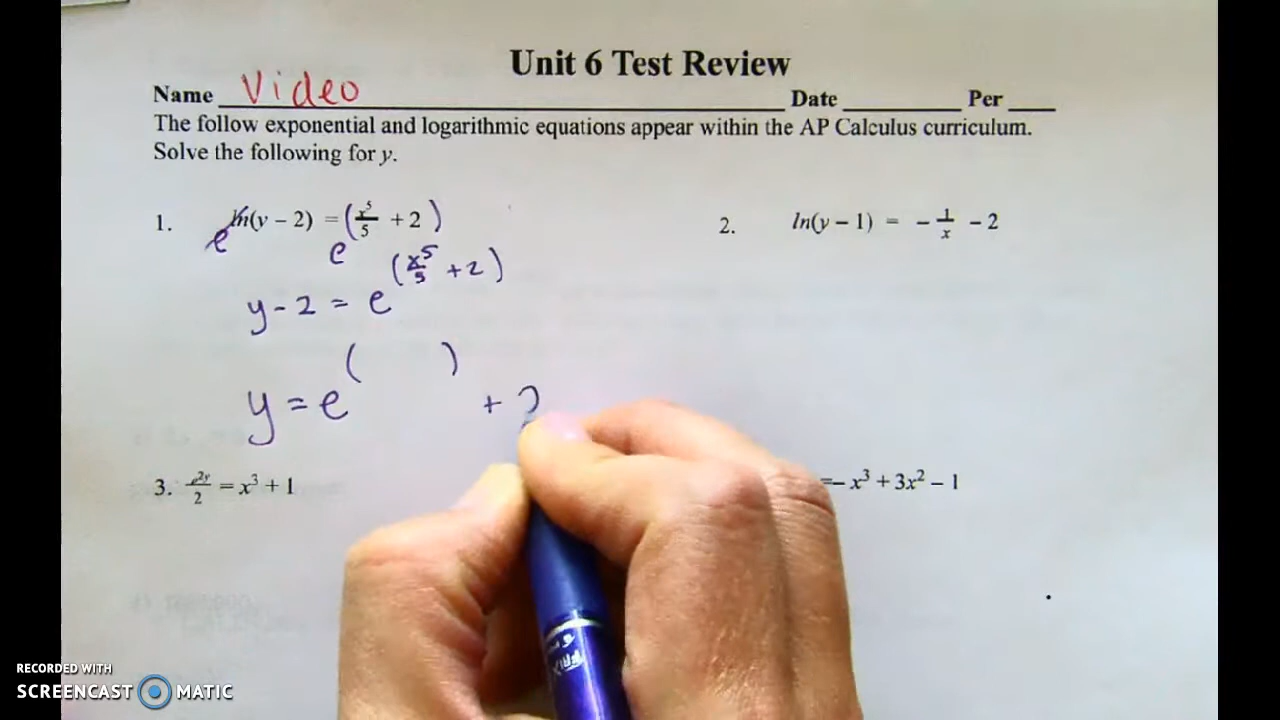 Unit 6 Test Review
Name Video Date Per
The follow exponential and logarithmic equations appear within the AP Calculus curriculum.
Solve the following for y.
1. e ln(y – 2) = e (x⁵/5 + 2)
y - 2 = e^(x⁵/5 + 2)
y = e^( ) + 2
2. ln(y – 1) = – 1/x – 2
3. e²ʸ/2 = x³ + 1
= – x³ + 3x² – 1
RECORDED WITH
SCREENCAST MATIC